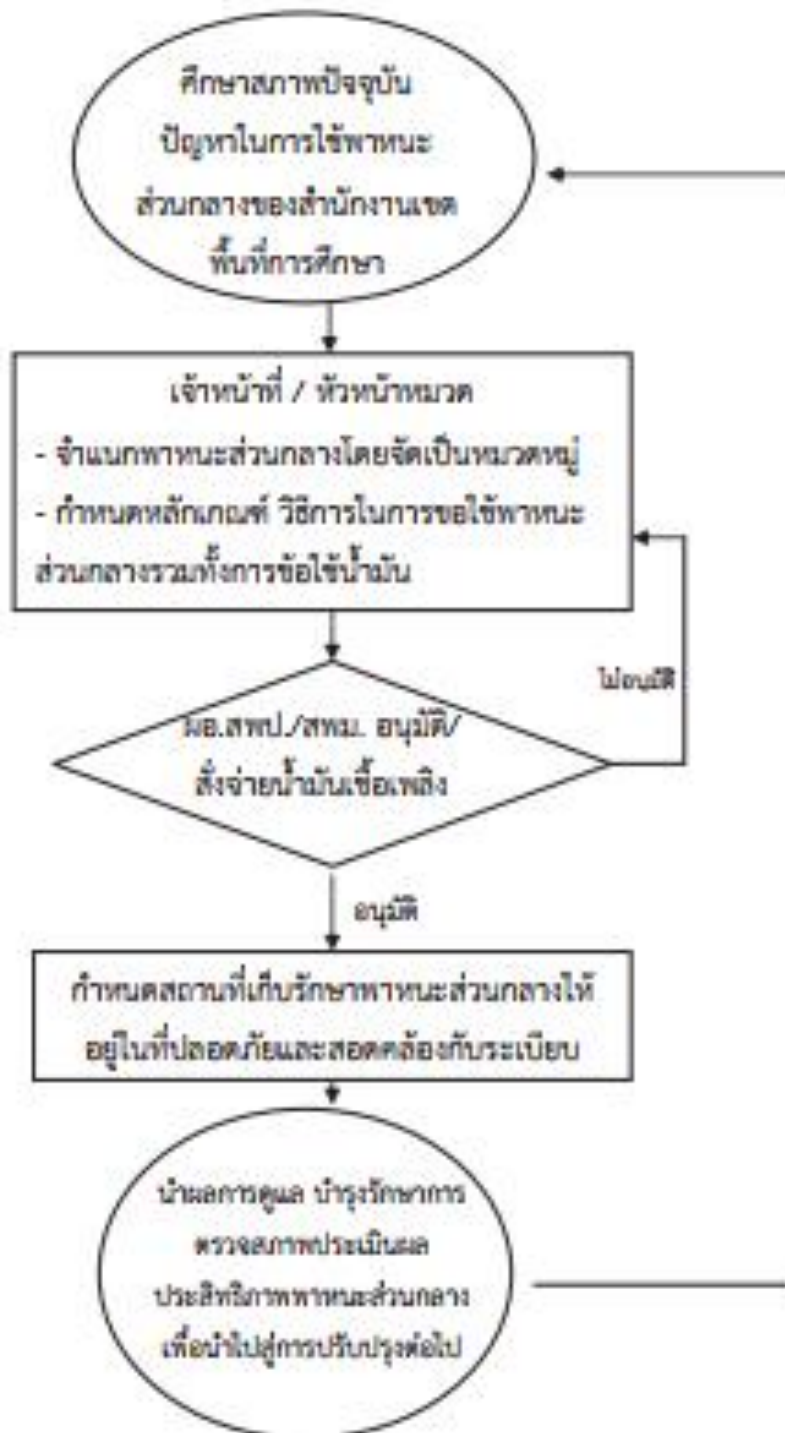 ศึกษาสภาพปัจจุบัน
ปัญหาในการใช้พาหนะ
ส่วนกลางของสำนักงานเขต
พื้นที่การศึกษา
เจ้าหน้าที่ / หัวหน้าหมวด
- จำแนกพาหนะส่วนกลางโดยจัดเป็นหมวดหมู่
- กำหนดหลักเกณฑ์ วิธีการในการขอใช้พาหนะ
ส่วนกลางรวมทั้งการข้อใช้น้ำมัน
ไม่อนุมัติ
ผอ.สพป./สพม. อนุมัติ/
สั่งจ่ายน้ำมันเชื้อเพลิง
อนุมัติ
กำหนดสถานที่เก็บรักษาพาหนะส่วนกลางให้
อยู่ในที่ปลอดภัยและสอดคล้องกับระเบียบ
นำผลการดูแล บำรุงรักษาการ
ตรวจสภาพประเมินผล
ประสิทธิภาพพาหนะส่วนกลาง
เพื่อนำไปสู่การปรับปรุงต่อไป